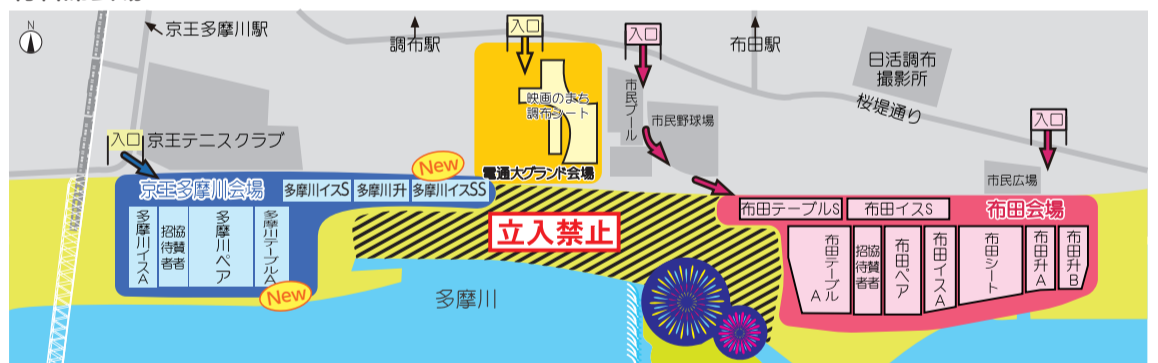 N
京王多摩川駅
調布駅
入口
入口
布田駅
日活調布
撮影所
桜堤通り
映画のまち
調布シート
市民プール
市民野球場
入口
入口
京王テニスクラブ
電通大グランド会場
市民広場
New
京王多摩川会場
多摩川イスS
多摩川升
多摩川イスSS
布田テーブルS
布田イスS
布田会場
多摩川イスA
協賛者
招待者
多摩川ペア
多摩川テーブルA
New
立入禁止
布田テーブルA
協賛者
招待者
布田ペア
布田イスA
布田シート
布田升A
布田升B
多摩川